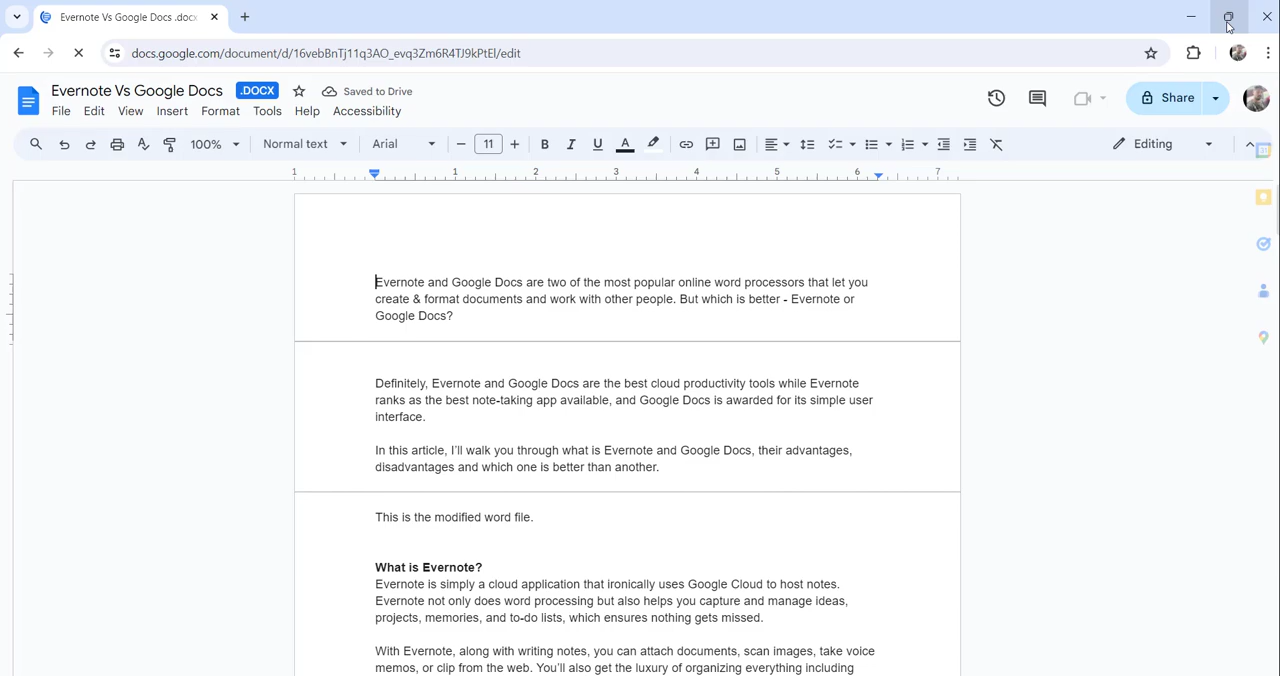 Evernote Vs Google Docs .docx
docs.google.com/document/d/16vebBnTj11q3AO_evq3Zm6R4TJ9kPtEl/edit
Evernote Vs Google Docs .DOCX Saved to Drive
File Edit View Insert Format Tools Help Accessibility
Share
100% Normal text Arial 11 B I U A Editing
1 1 2 3 4 5 6 7
Evernote and Google Docs are two of the most popular online word processors that let you
create & format documents and work with other people. But which is better - Evernote or
Google Docs?
Definitely, Evernote and Google Docs are the best cloud productivity tools while Evernote
ranks as the best note-taking app available, and Google Docs is awarded for its simple user
interface.
In this article, I'll walk you through what is Evernote and Google Docs, their advantages,
disadvantages and which one is better than another.
This is the modified word file.
What is Evernote?
Evernote is simply a cloud application that ironically uses Google Cloud to host notes.
Evernote not only does word processing but also helps you capture and manage ideas,
projects, memories, and to-do lists, which ensures nothing gets missed.
With Evernote, along with writing notes, you can attach documents, scan images, take voice
memos, or clip from the web. You'll also get the luxury of organizing everything including